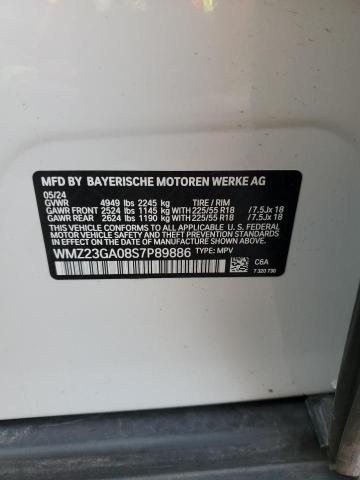 MFD BY BAYERISCHE MOTOREN WERKE AG
05/24
GVWR 4949 lbs 2245 kg TIRE / RIM
GAWR FRONT 2524 lbs 1145 kg WITH 225/55 R18 /7.5Jx 18
GAWR REAR 2624 lbs 1190 kg WITH 225/55 R18 /7.5Jx 18
THIS VEHICLE CONFORMS TO ALL APPLICABLE U.S.
FEDERAL MOTOR VEHICLE SAFETY AND THEFT PREVENTION
STANDARDS IN EFFECT ON THE DATE OF MANUFACTURE SHOWN ABOVE.
WMZ23GA08S7P89886 TYPE: MPV
C6A
7 320 730